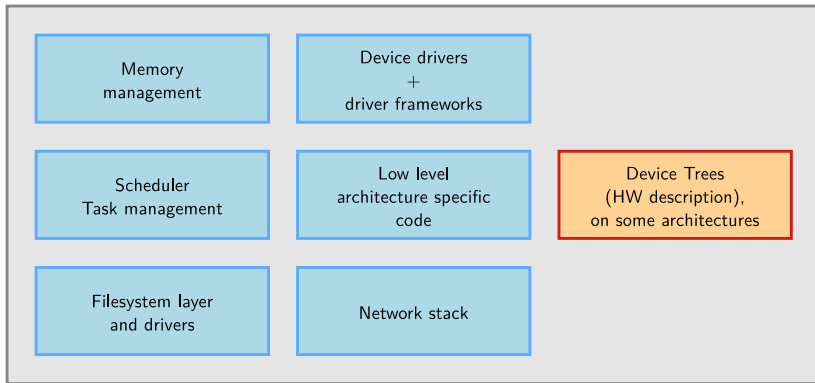 Memory
management
Device drivers
+
driver frameworks
Scheduler
Task management
Low level
architecture specific
code
Device Trees
(HW description),
on some architectures
Filesystem layer
and drivers
Network stack